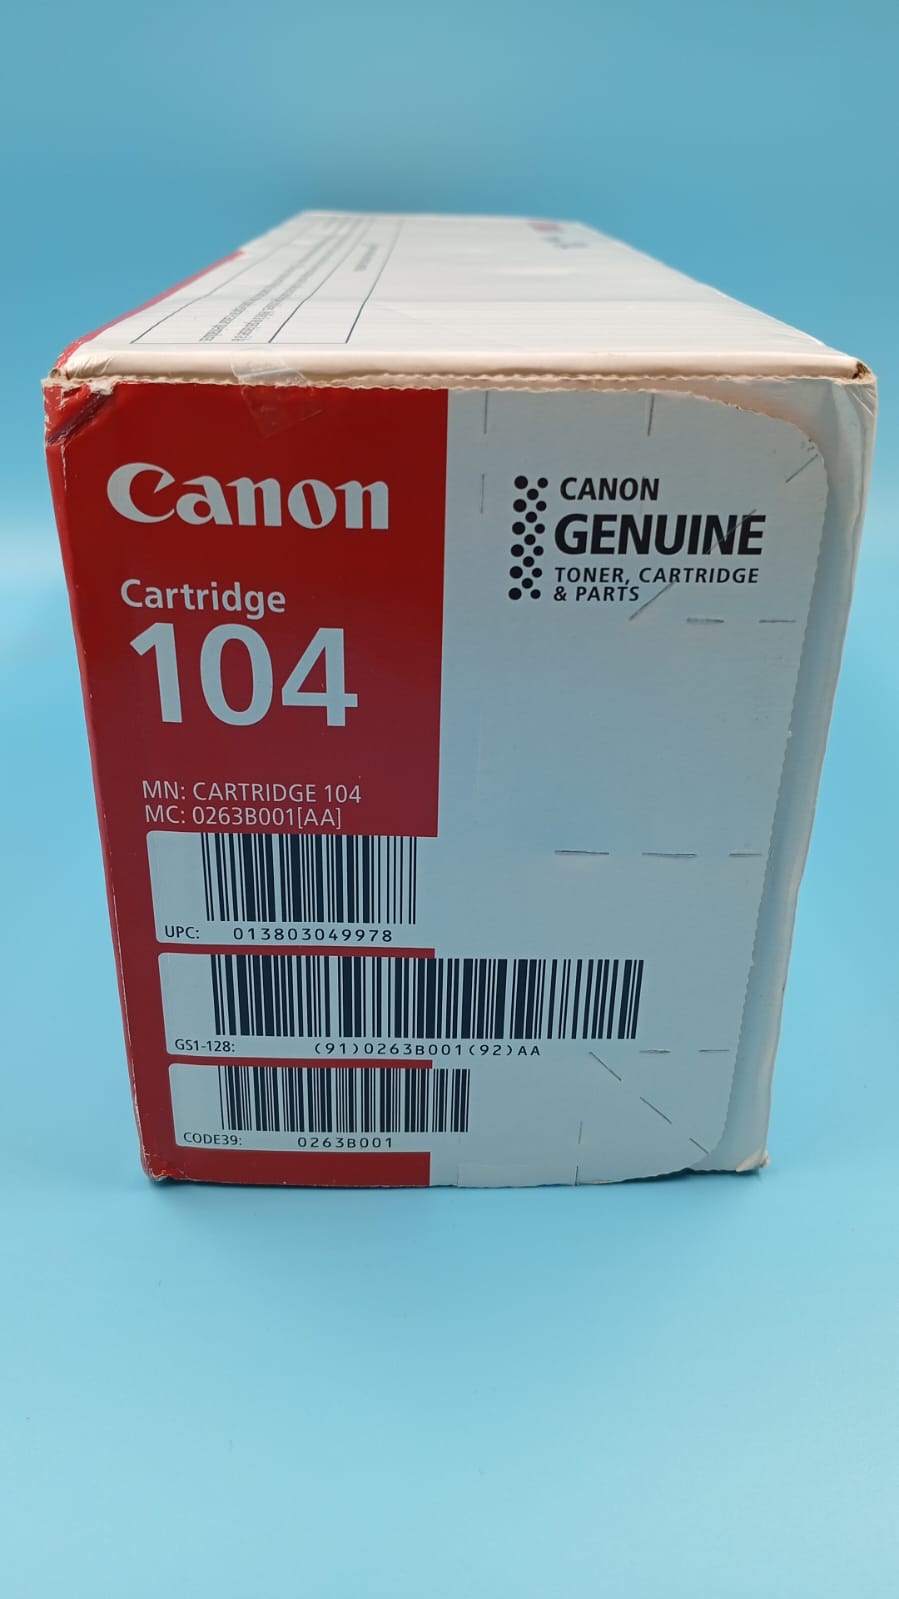 Canon
Cartridge
104
MN: CARTRIDGE 104
MC: 0263B001[AA]
UPC: 013803049978
GS1-128: (91)0263B001(92)AA
CODE39: 0263B001
CANON
GENUINE
TONER, CARTRIDGE
& PARTS